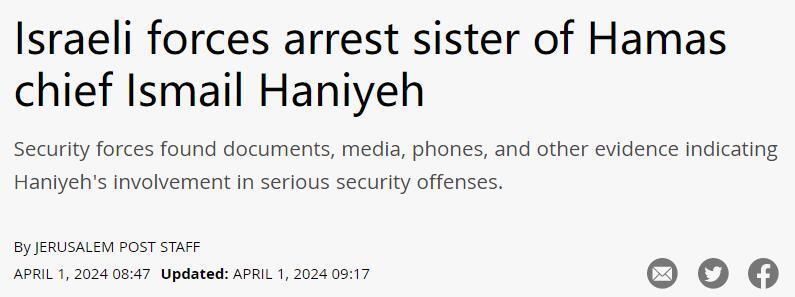 Israeli forces arrest sister of Hamas
chief Ismail Haniyeh
Security forces found documents, media, phones, and other evidence indicating
Haniyeh's involvement in serious security offenses.
By JERUSALEM POST STAFF
APRIL 1, 2024 08:47 Updated: APRIL 1, 2024 09:17